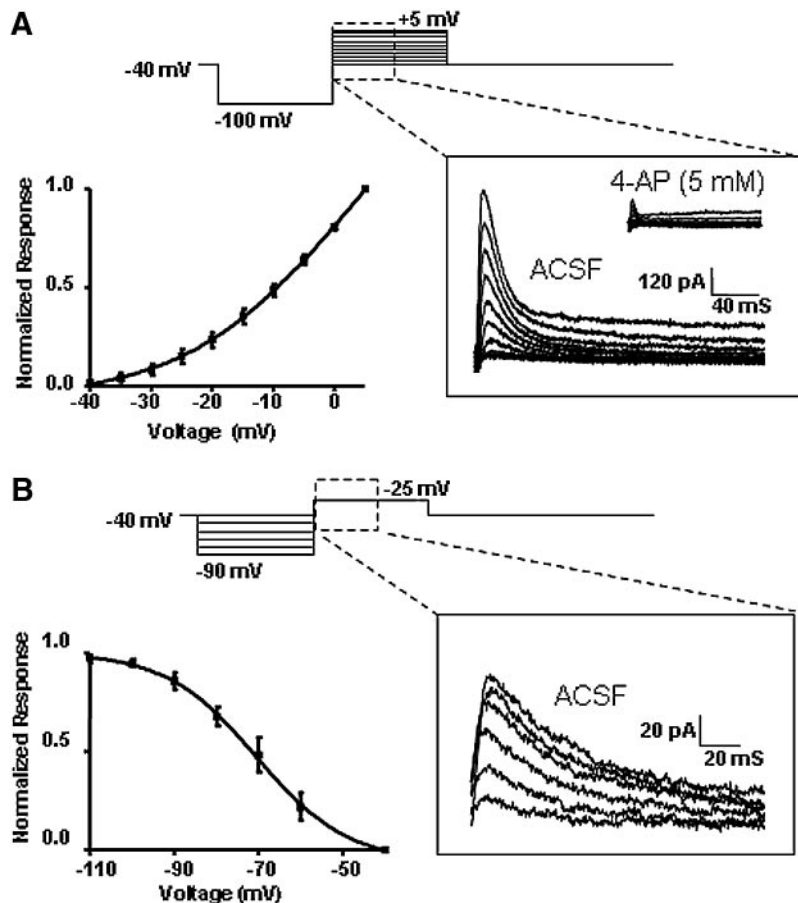 A
+5 mV
-40 mV
-100 mV
Normalized Response
1.0
0.5
0.0
-40 -30 -20 -10 0
Voltage (mV)
4-AP (5 mM)
ACSF
120 pA
40 mS
B
-25 mV
-40 mV
-90 mV
Normalized Response
1.0
0.5
0.0
-110 -90 -70 -50
Voltage (mV)
ACSF
20 pA
20 mS